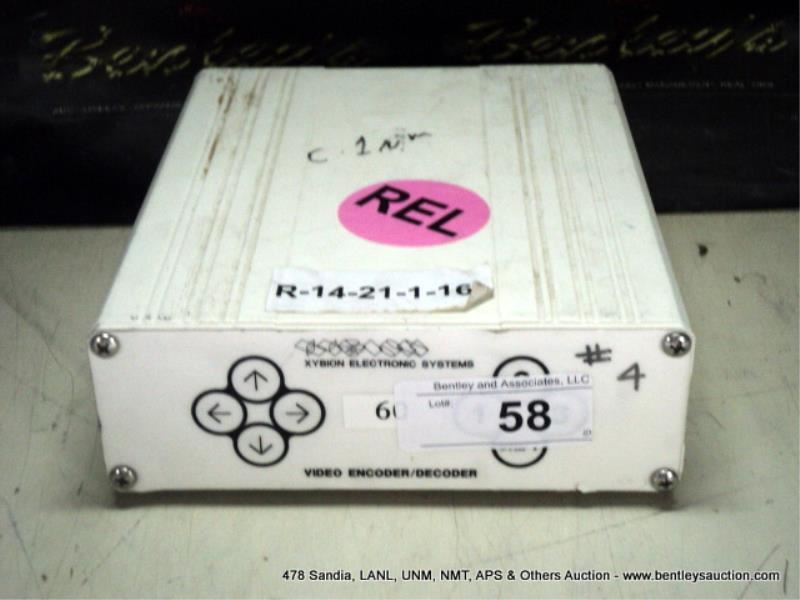 C. 1
REL
R-14-21-1-16
XYBION ELECTRONIC SYSTEMS
# 4
Bentley and Associates, LLC
Lot#:
60
58
VIDEO ENCODER/DECODER
478 Sandia, LANL, UNM, NMT, APS & Others Auction - www.bentleysauction.com